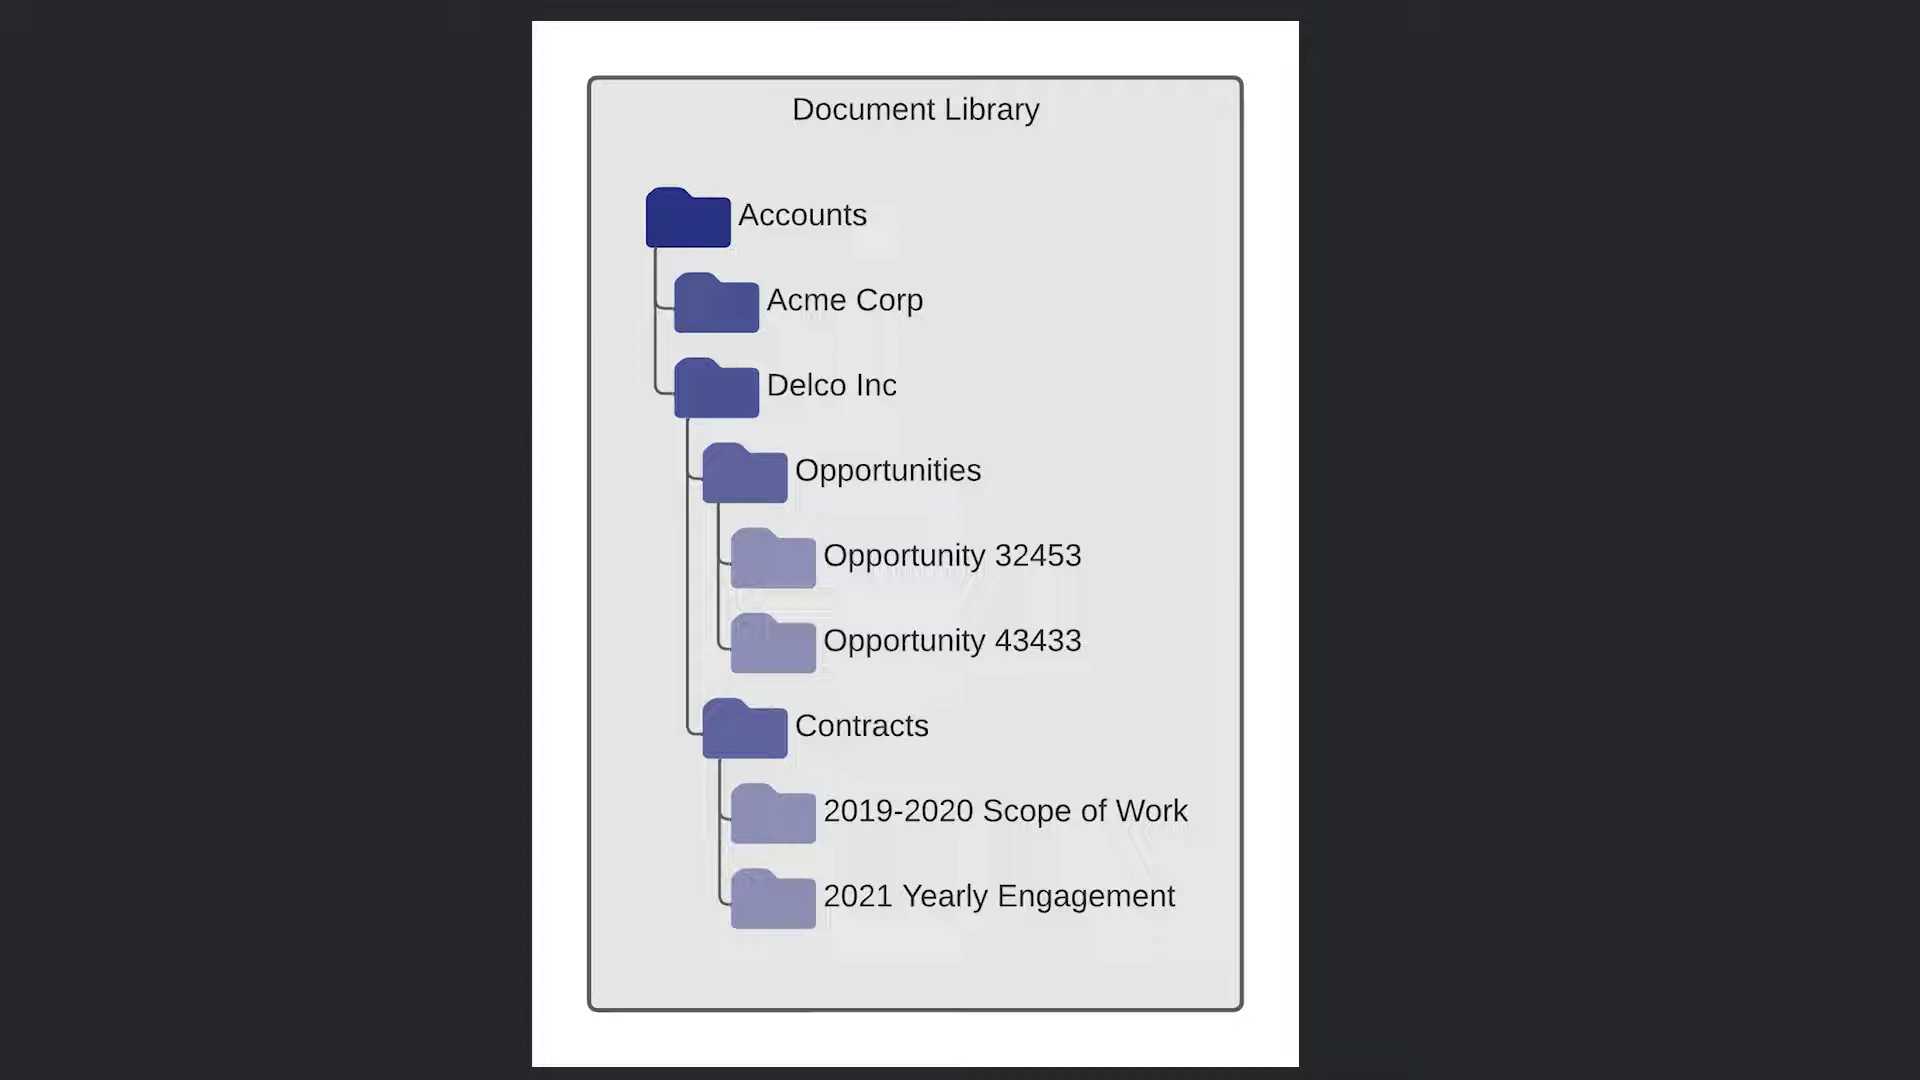 Document Library
Accounts
Acme Corp
Delco Inc
Opportunities
Opportunity 32453
Opportunity 43433
Contracts
2019-2020 Scope of Work
2021 Yearly Engagement